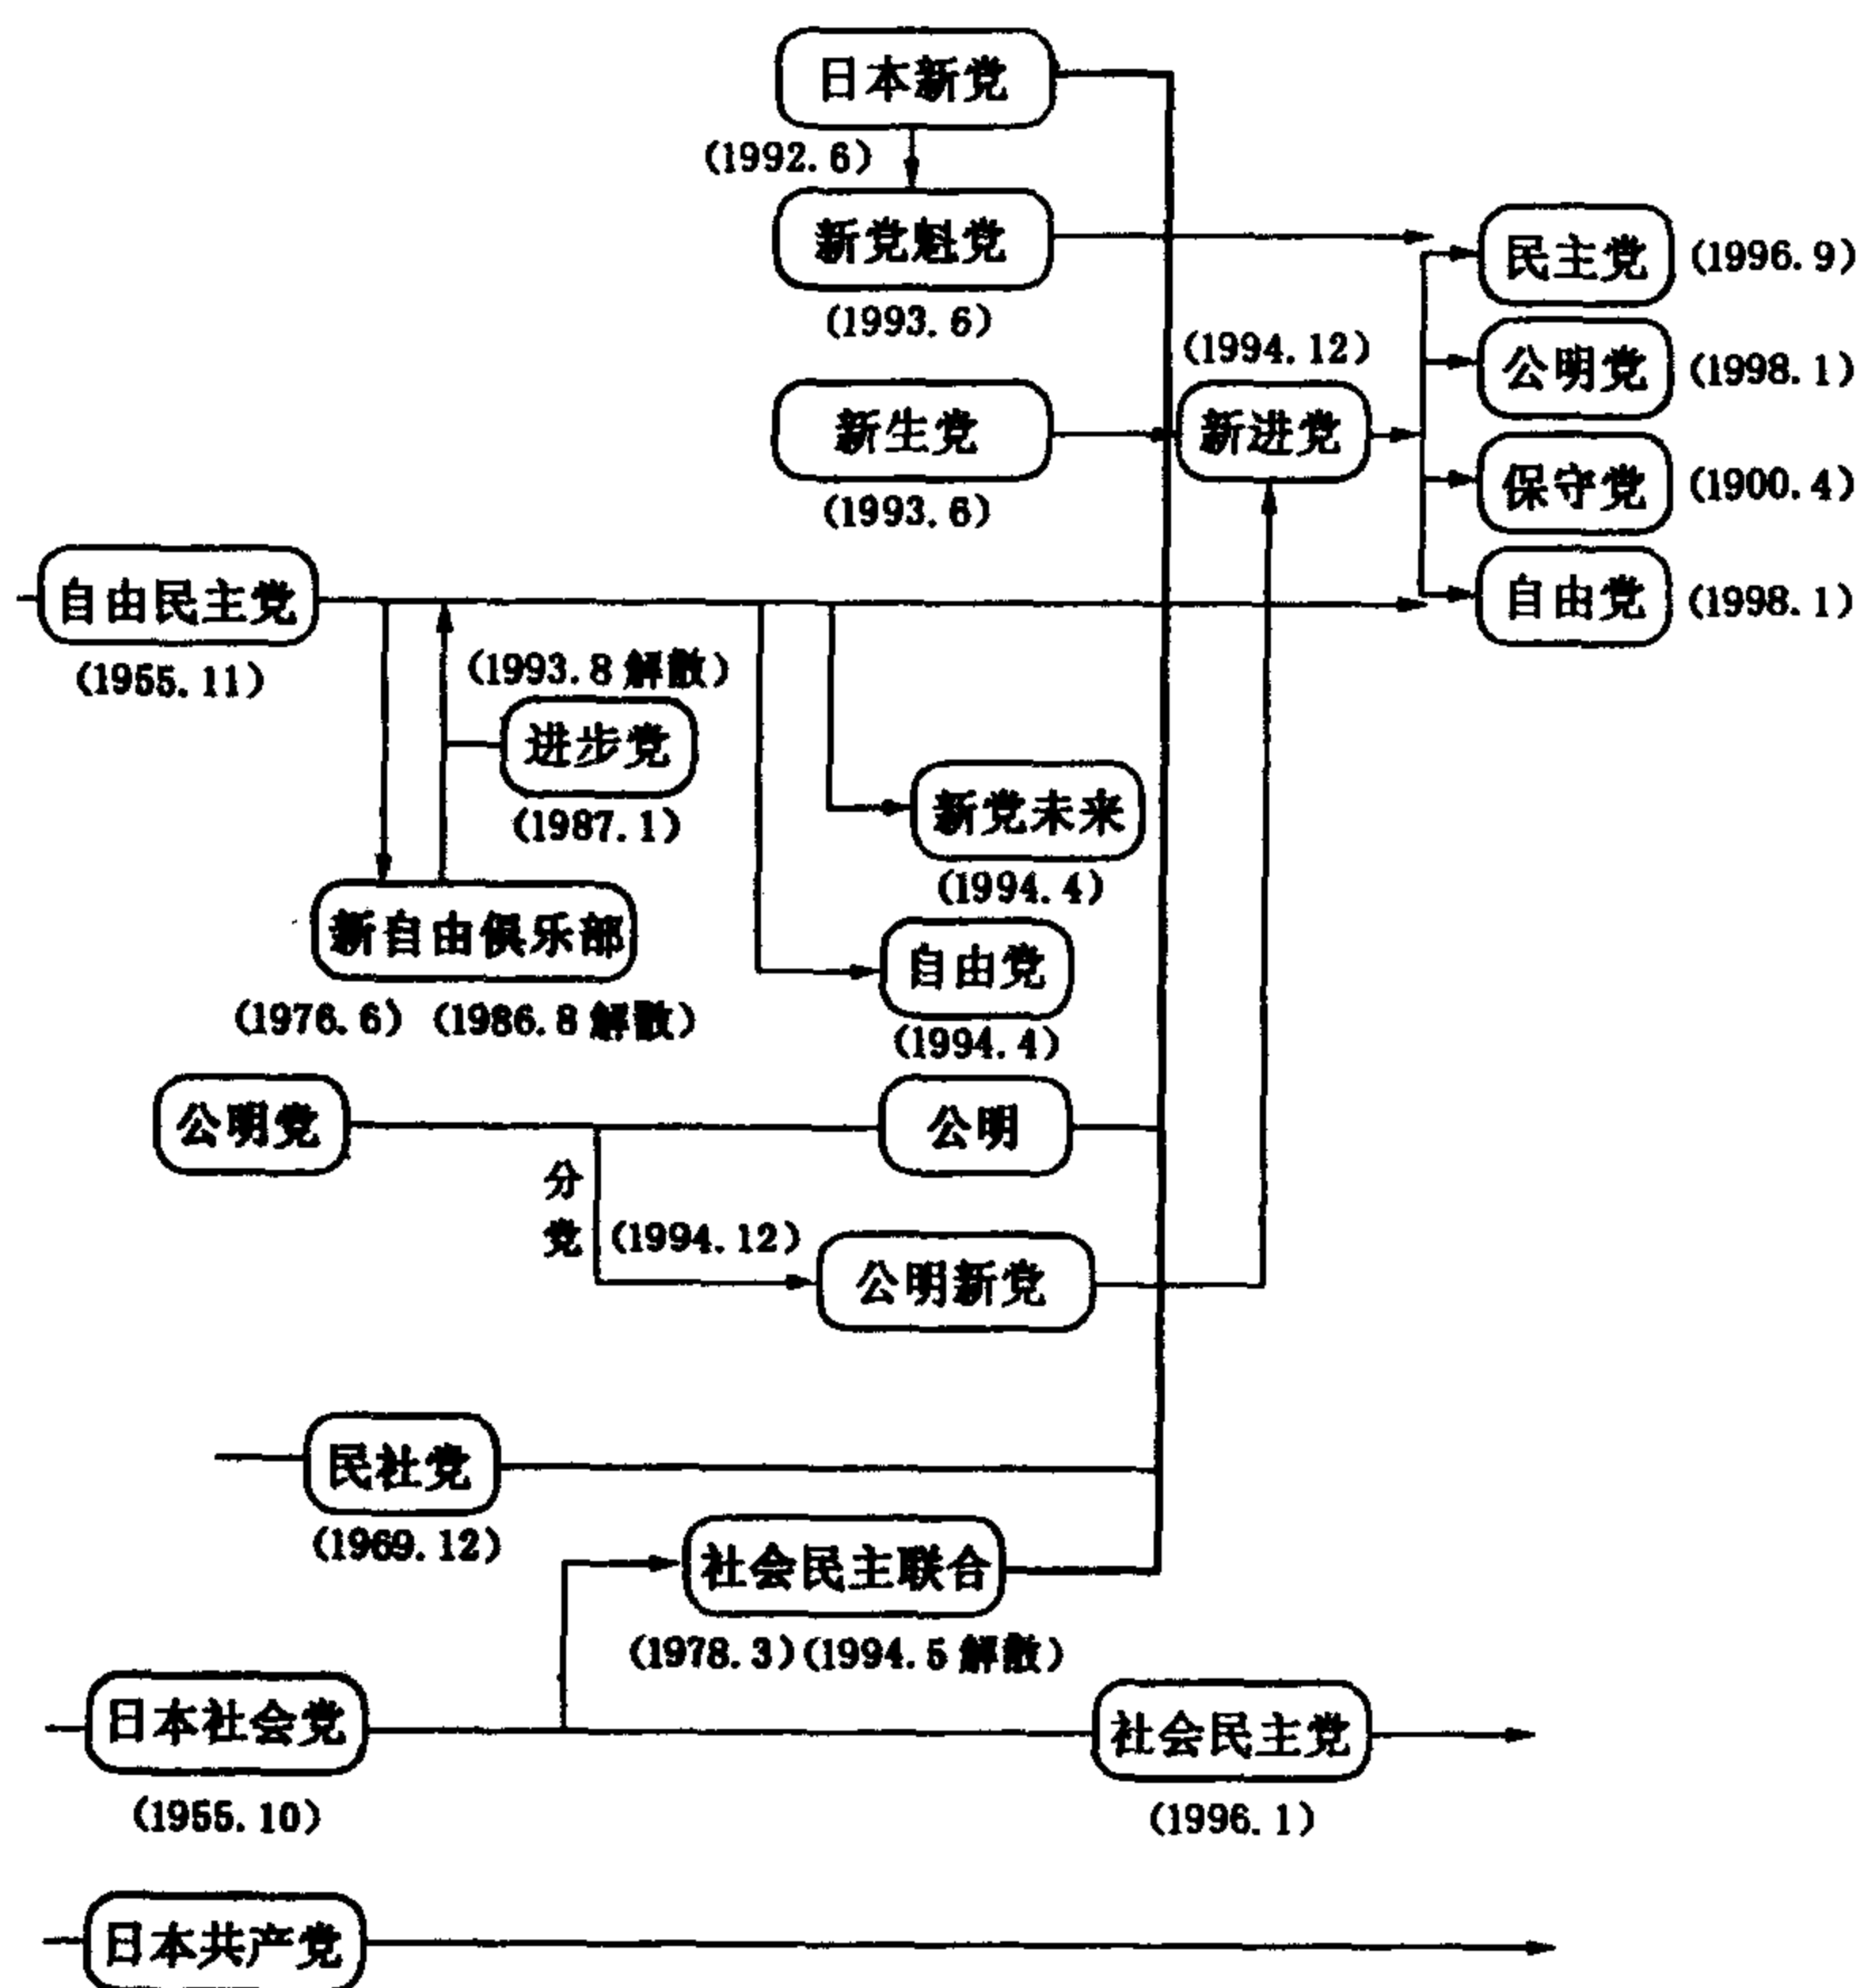 日本新党
(1992.6)
新党魁党
(1993.6)
民主党 (1996.9)
(1994.12)
公明党 (1998.1)
新生党
新进党
(1993.6)
保守党 (1900.4)
自由民主党
自由党 (1998.1)
(1955.11)
(1993.8解散)
进步党
(1987.1)
新党未来
(1994.4)
新自由俱乐部
自由党
(1976.6) (1986.8解散)
(1994.4)
公明党
公明
分党
(1994.12)
公明新党
民社党
(1969.12)
社会民主联合
(1978.3)(1994.5解散)
日本社会党
社会民主党
(1955.10)
(1996.1)
日本共产党